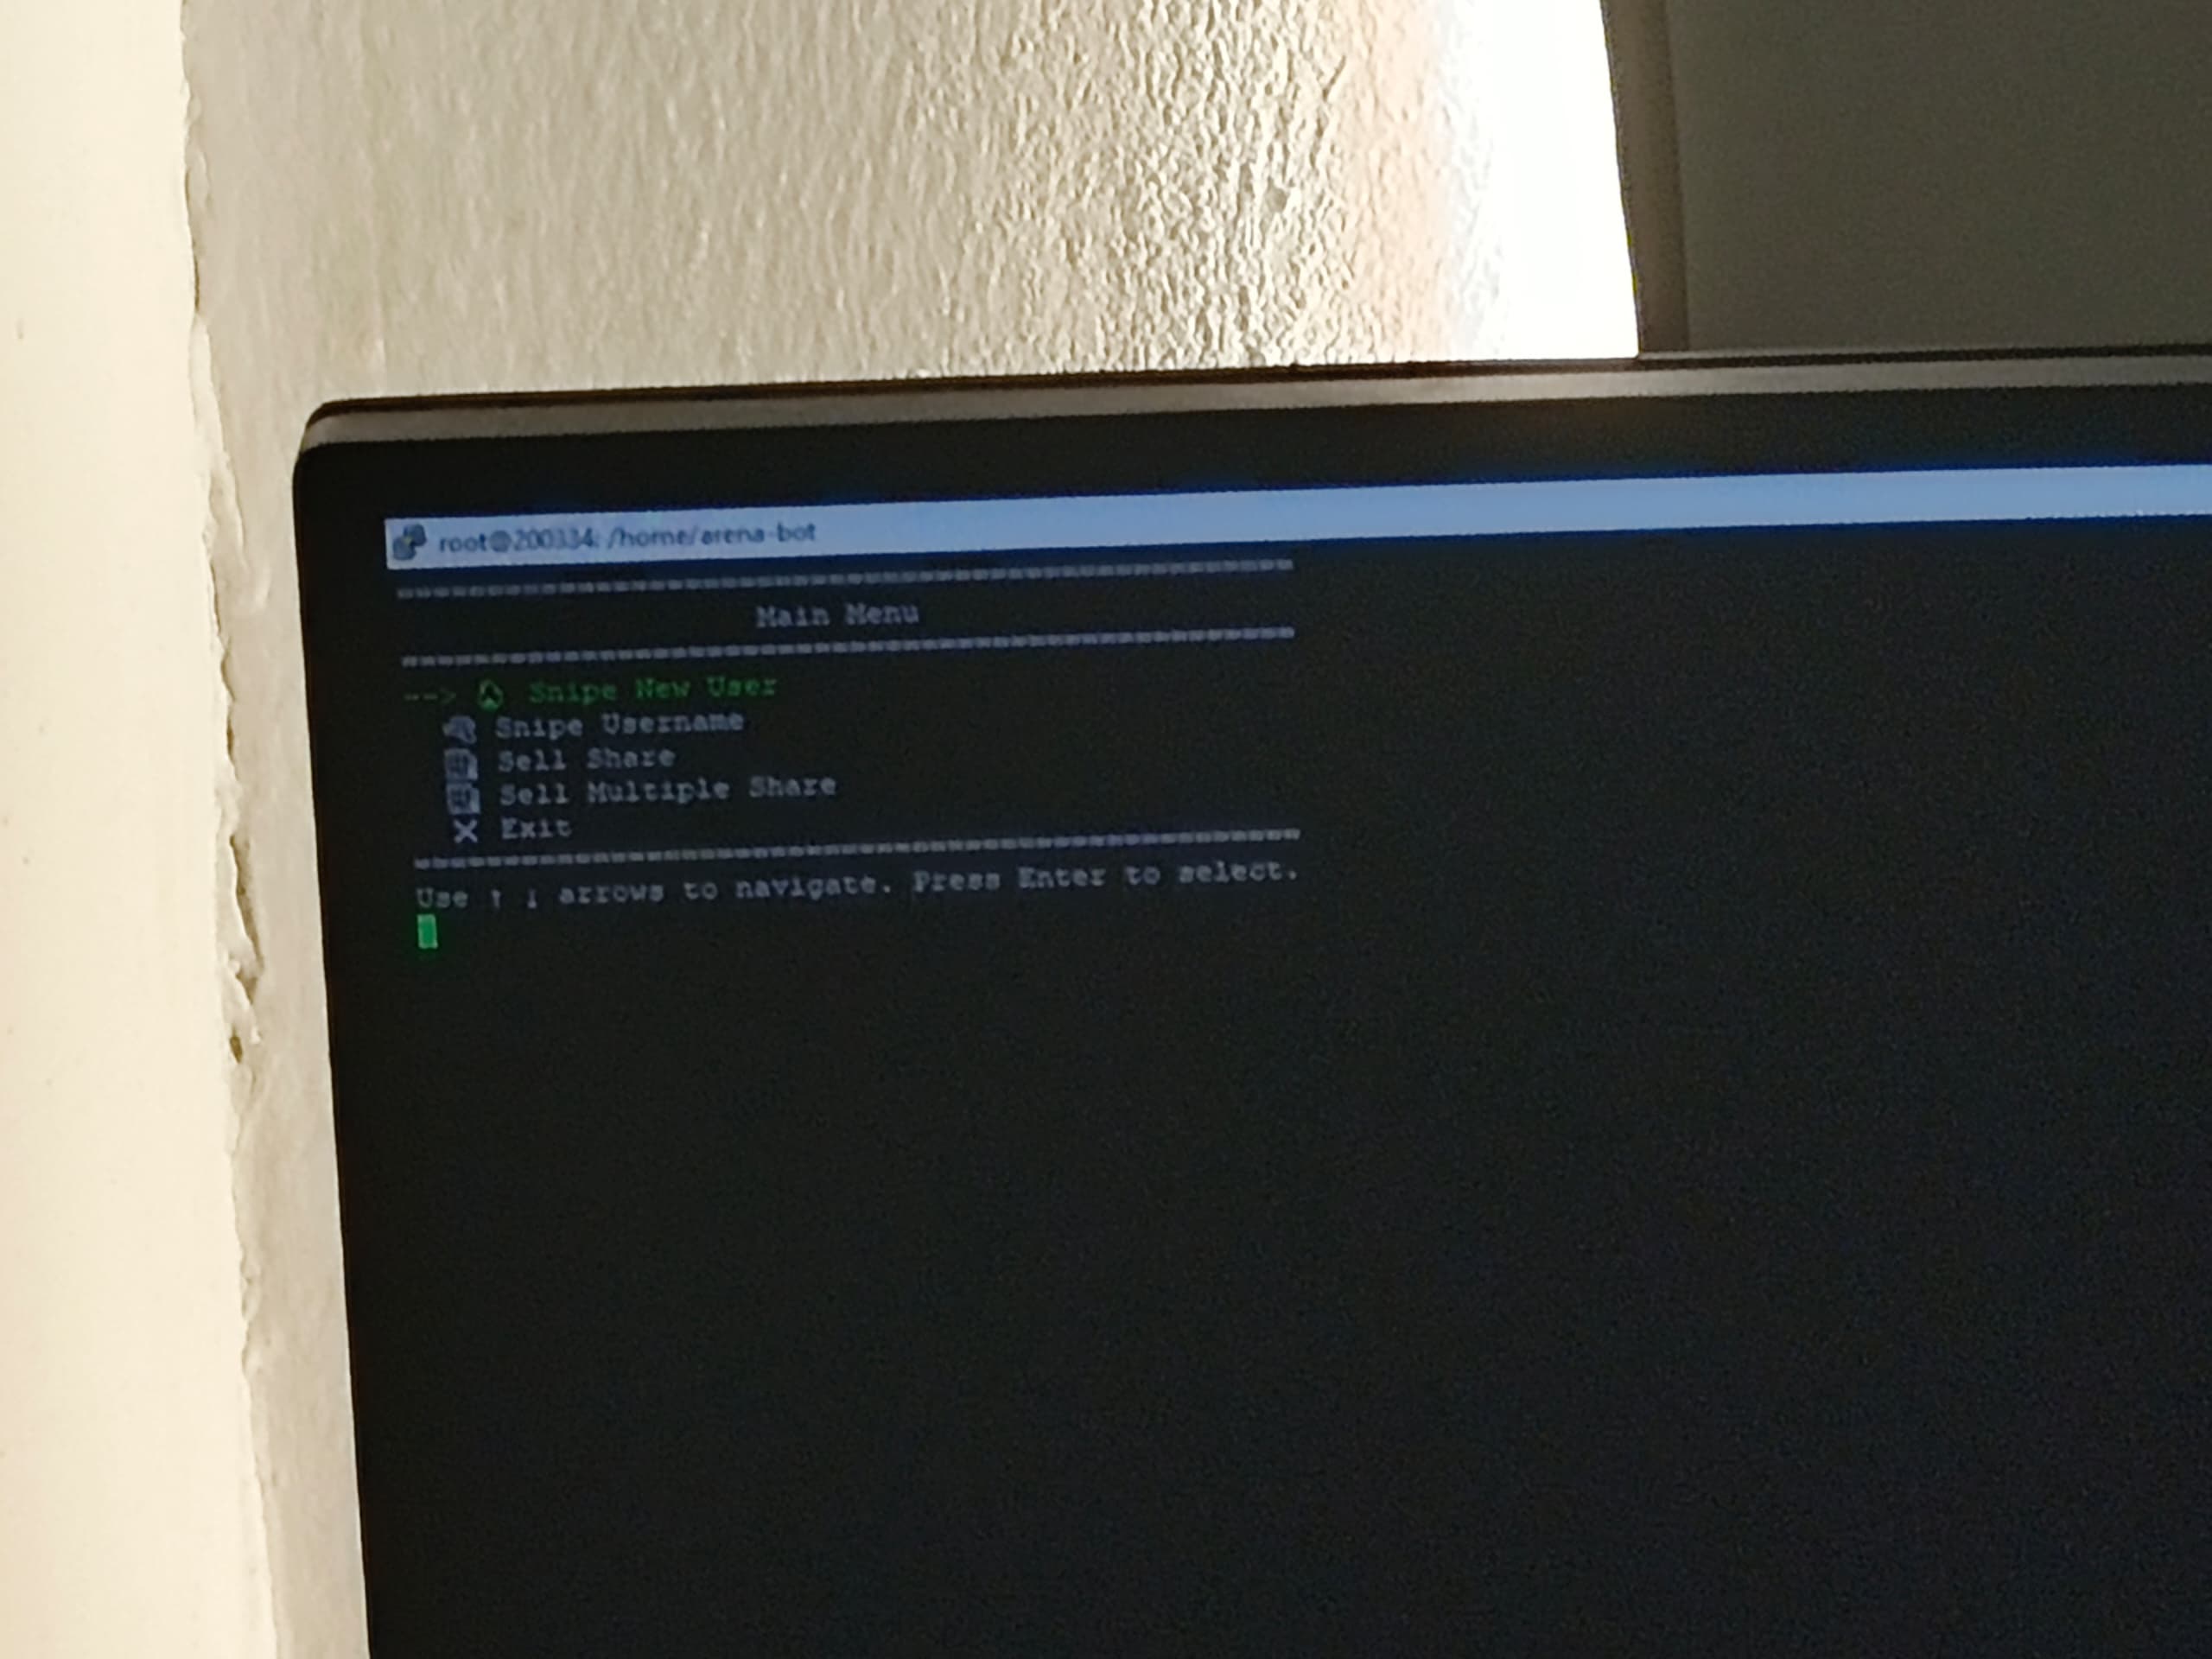 root@200334: /home/arena-bot
Main Menu
--> Snipe New User
Snipe Username
Sell Share
Sell Multiple Share
Exit
Use ↑ ↓ arrows to navigate. Press Enter to select.